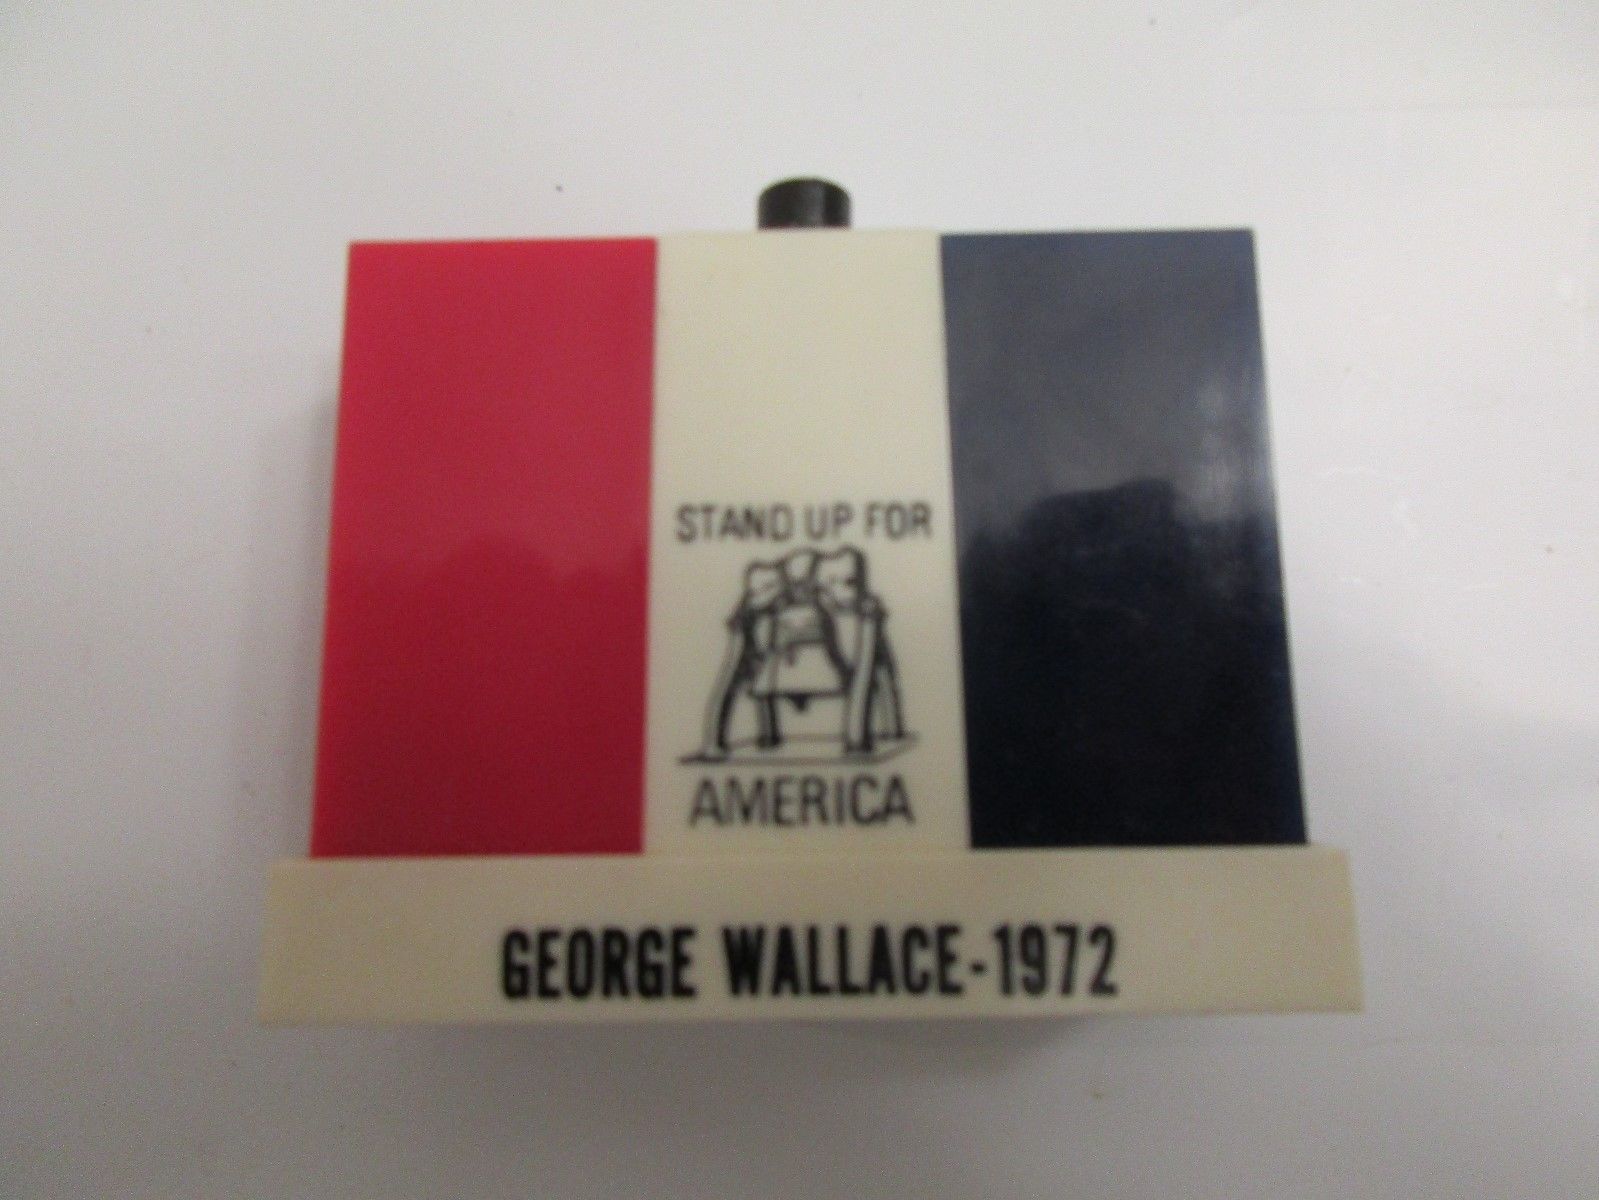 STAND UP FOR
AMERICA
GEORGE WALLACE-1972